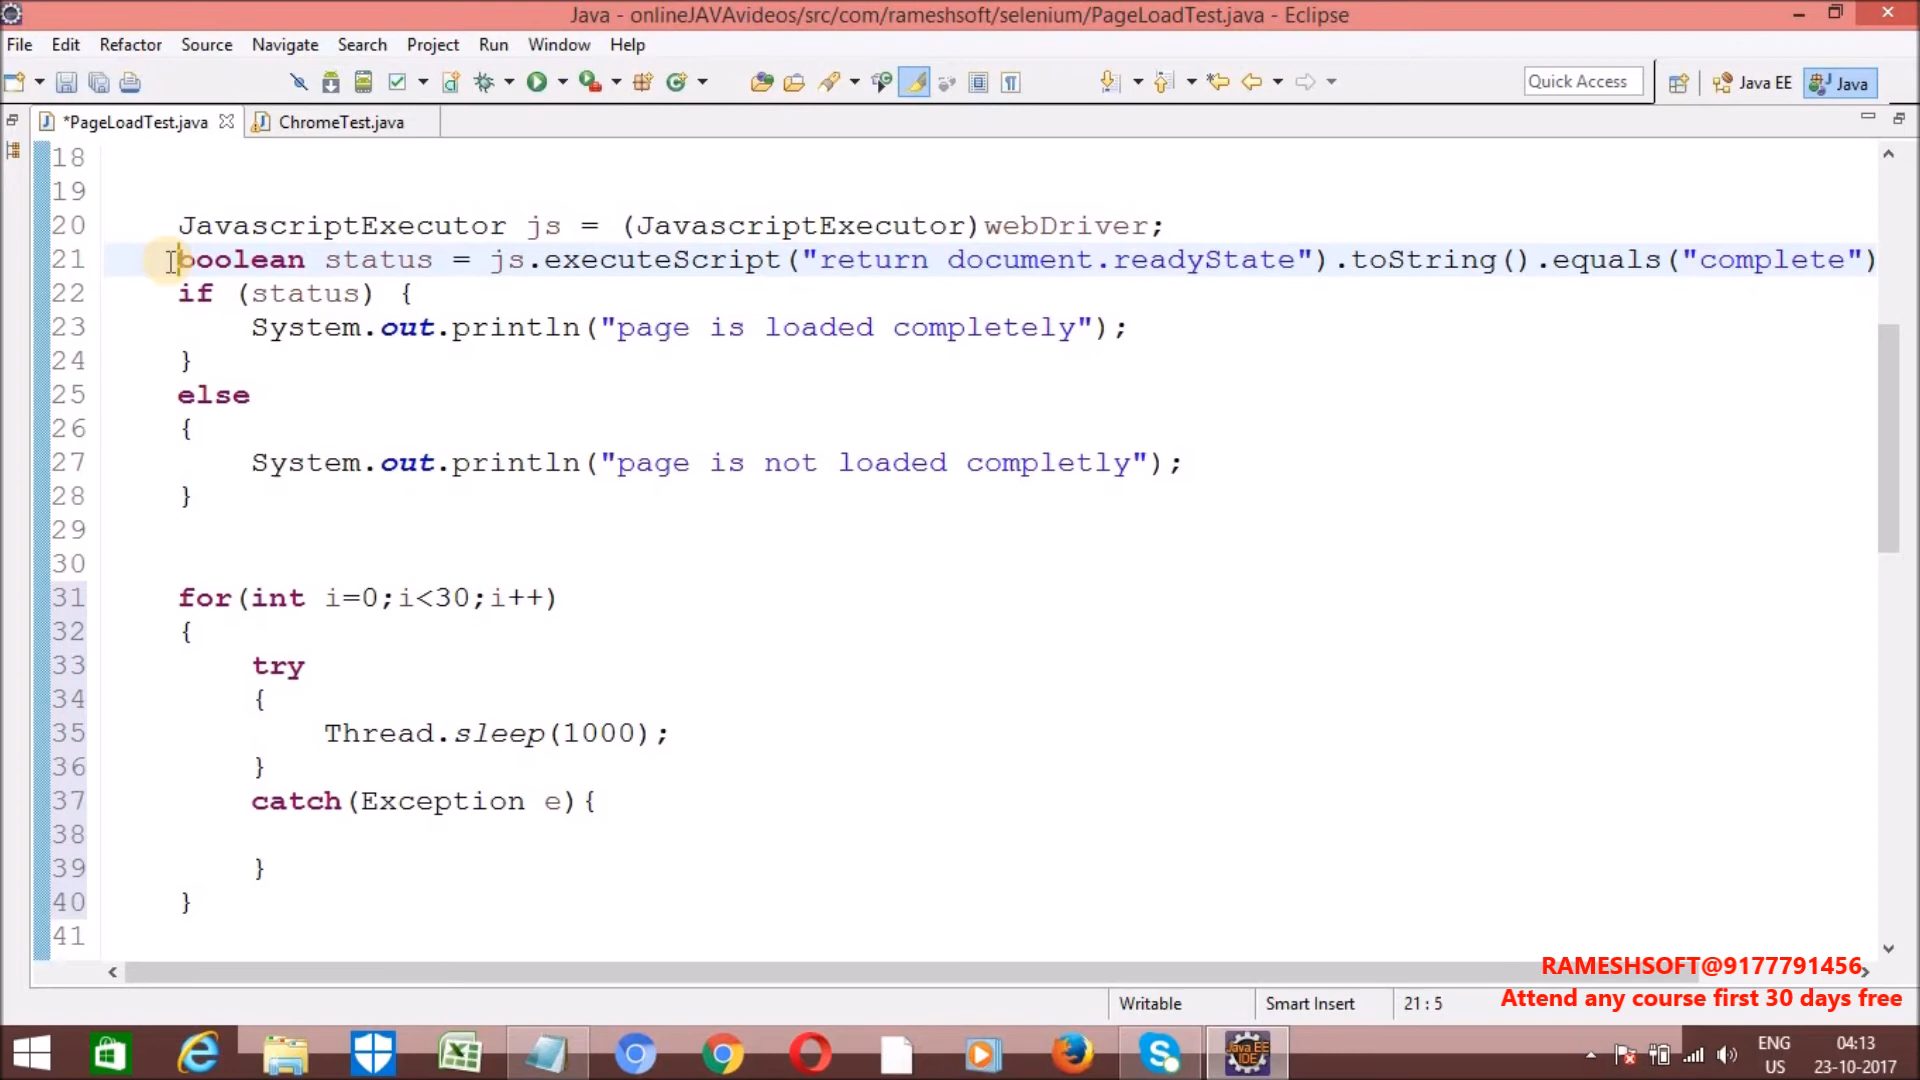 Java - onlineJAVAvideos/src/com/rameshsoft/selenium/PageLoadTest.java - Eclipse
File Edit Refactor Source Navigate Search Project Run Window Help
Quick Access Java EE Java
*PageLoadTest.java ChromeTest.java
18
19
20 JavascriptExecutor js = (JavascriptExecutor)webDriver;
21 boolean status = js.executeScript("return document.readyState").toString().equals("complete")
22 if (status) {
23 System.out.println("page is loaded completely");
24 }
25 else
26 {
27 System.out.println("page is not loaded completly");
28 }
29
30
31 for(int i=0;i<30;i++)
32 {
33 try
34 {
35 Thread.sleep(1000);
36 }
37 catch(Exception e){
38
39 }
40 }
41
RAMESHSOFT@9177791456
Attend any course first 30 days free
Writable Smart Insert 21 : 5
Java EE
IDE
ENG 04:13
US 23-10-2017